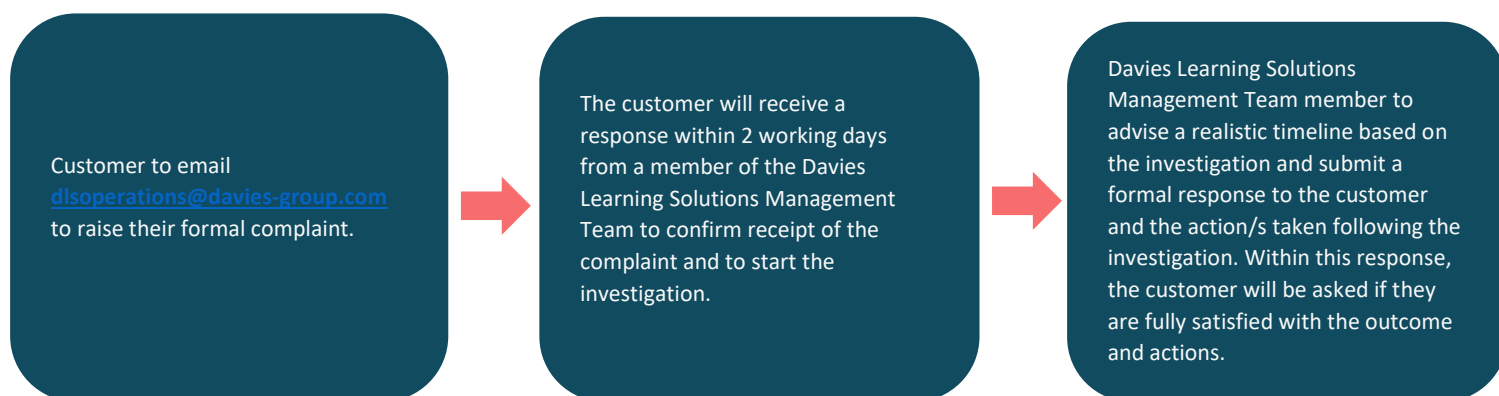 Customer to email
dlsoperations@davies-group.com
to raise their formal complaint.
The customer will receive a
response within 2 working days
from a member of the Davies
Learning Solutions Management
Team to confirm receipt of the
complaint and to start the
investigation.
Davies Learning Solutions
Management Team member to
advise a realistic timeline based on
the investigation and submit a
formal response to the customer
and the action/s taken following the
investigation. Within this response,
the customer will be asked if they
are fully satisfied with the outcome
and actions.